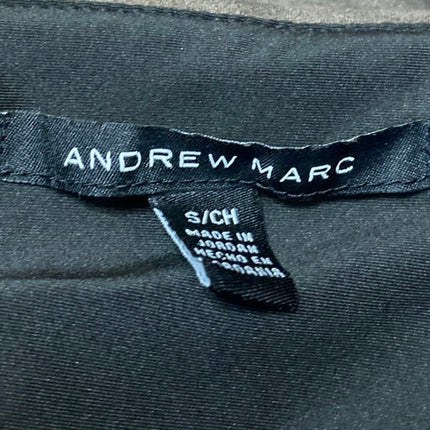 ANDREW MARC
S/CH
MADE IN
JORDAN
HECHO EN
JORDANIA